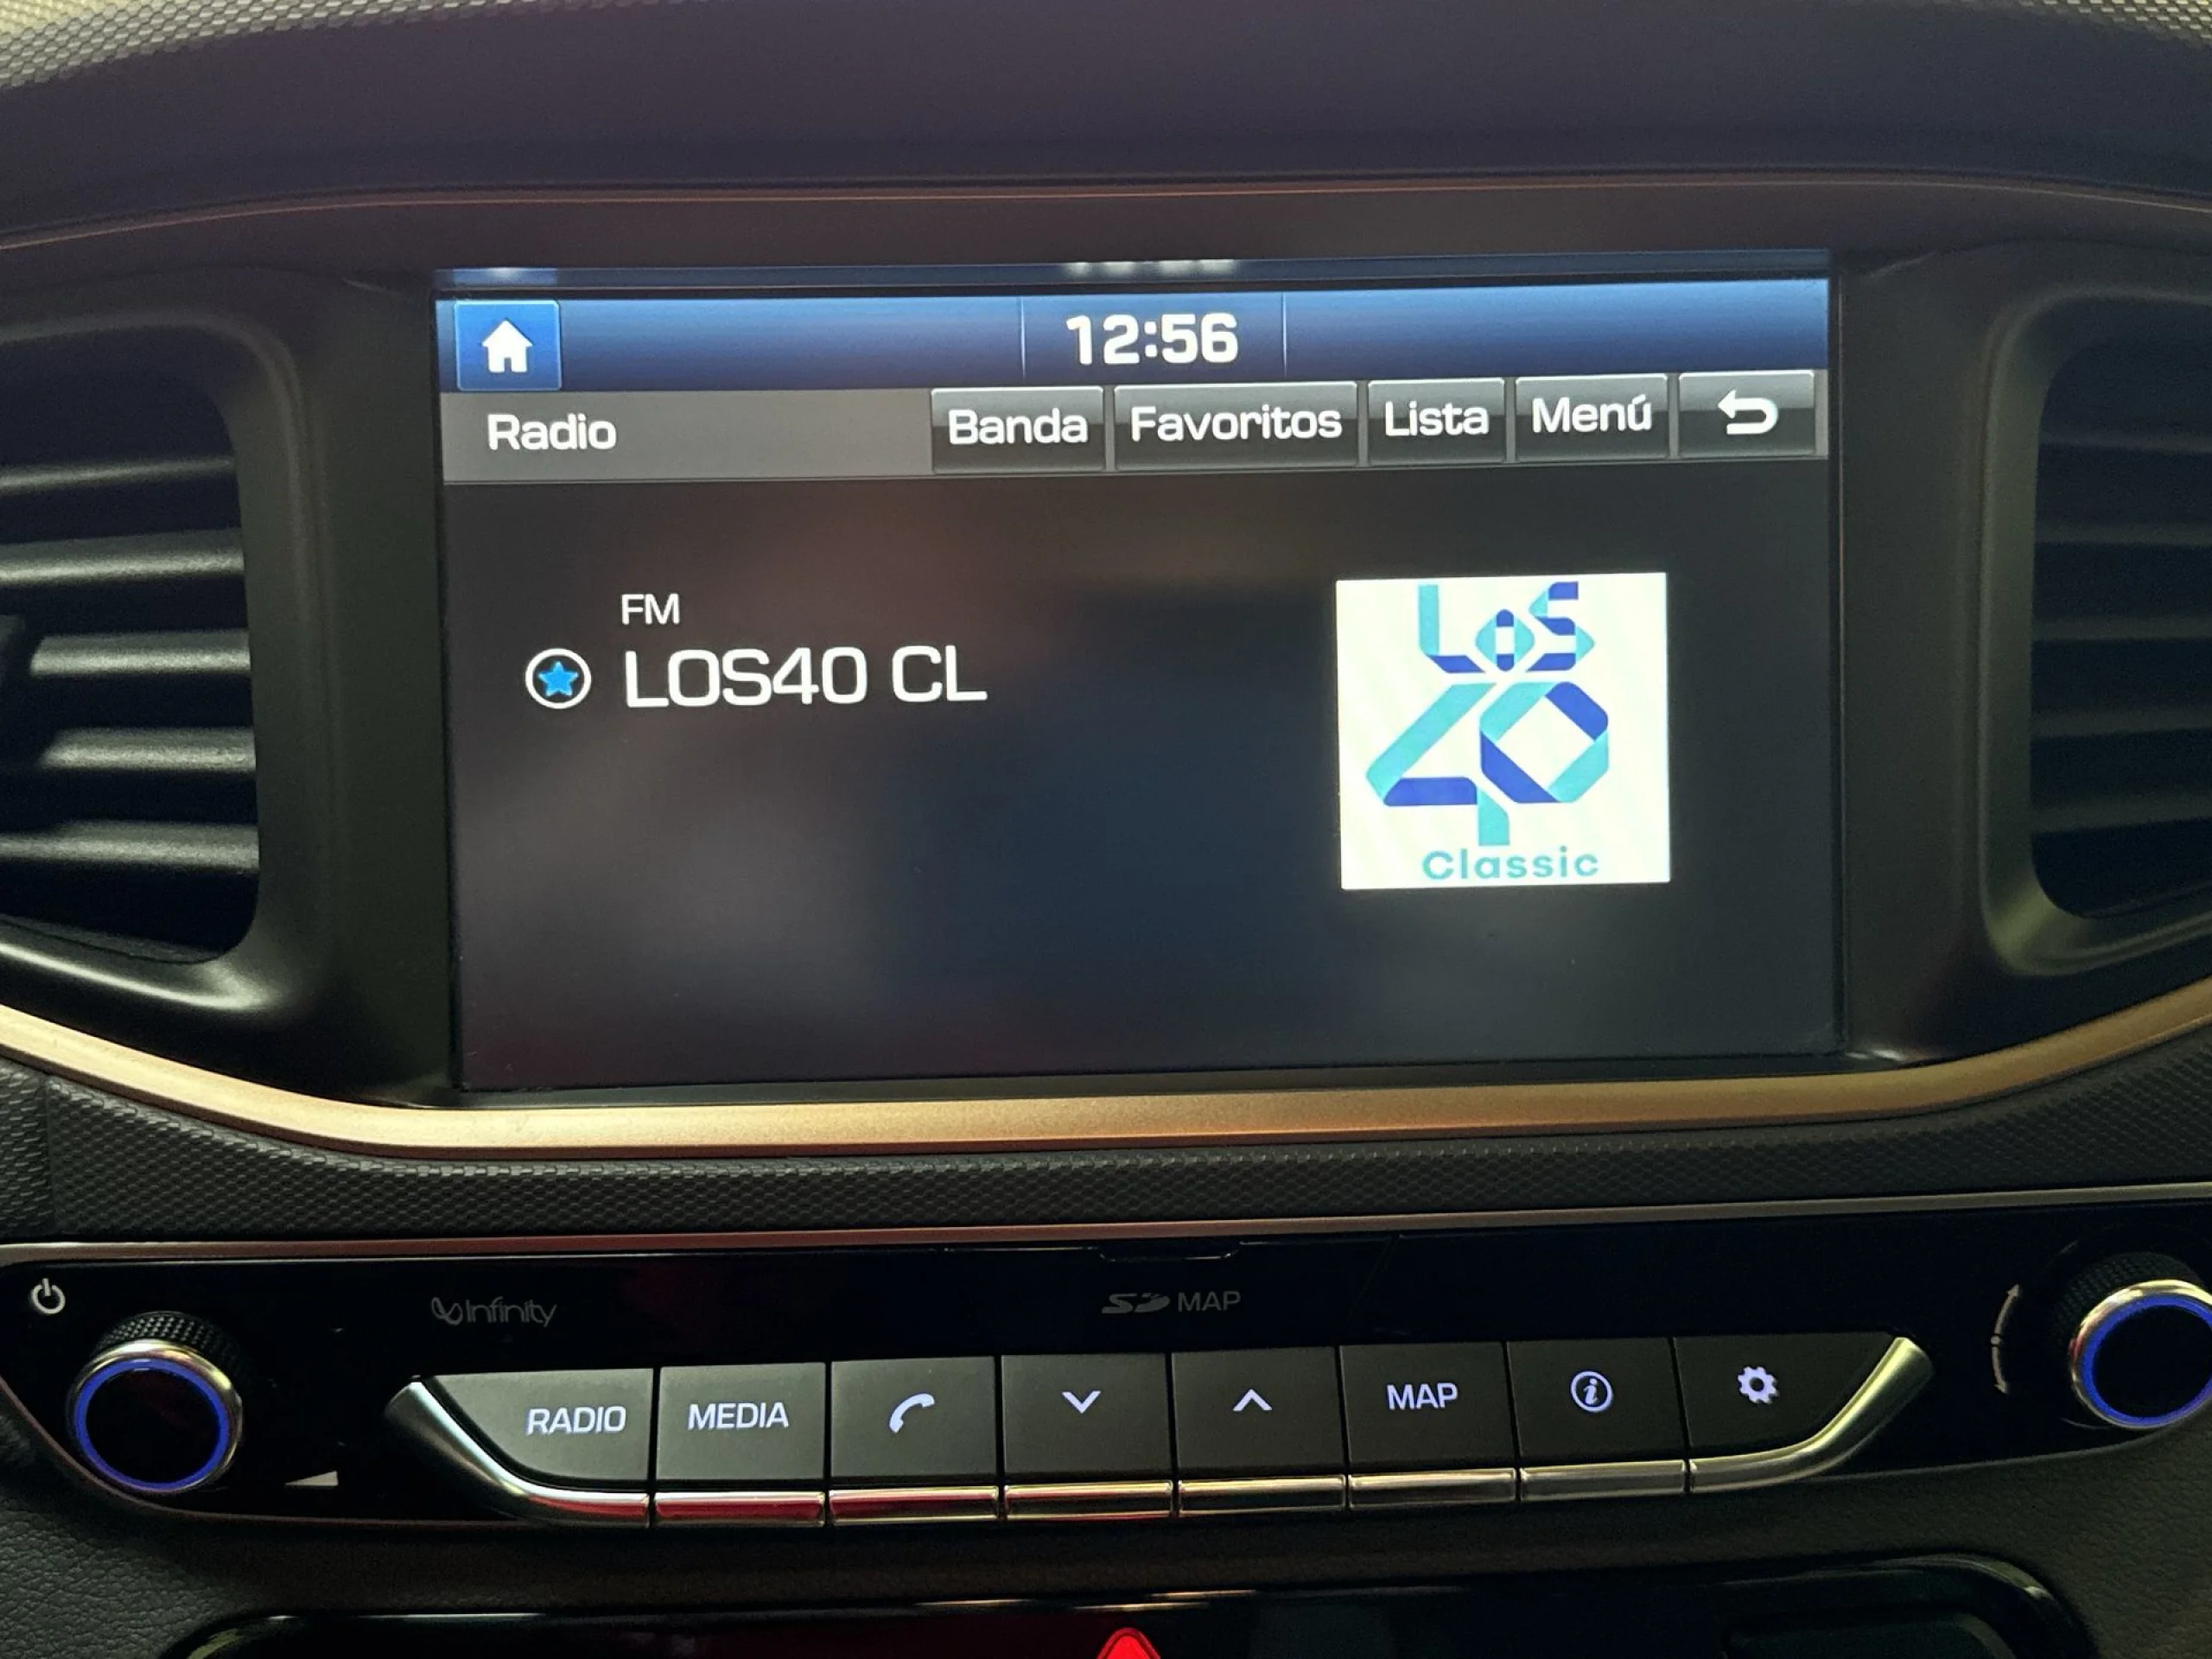 12:56
Radio
Banda
Favoritos
Lista
Menú
FM
LOS40 CL
LOS
40
Classic
Infinity
SD MAP
RADIO
MEDIA
MAP
i